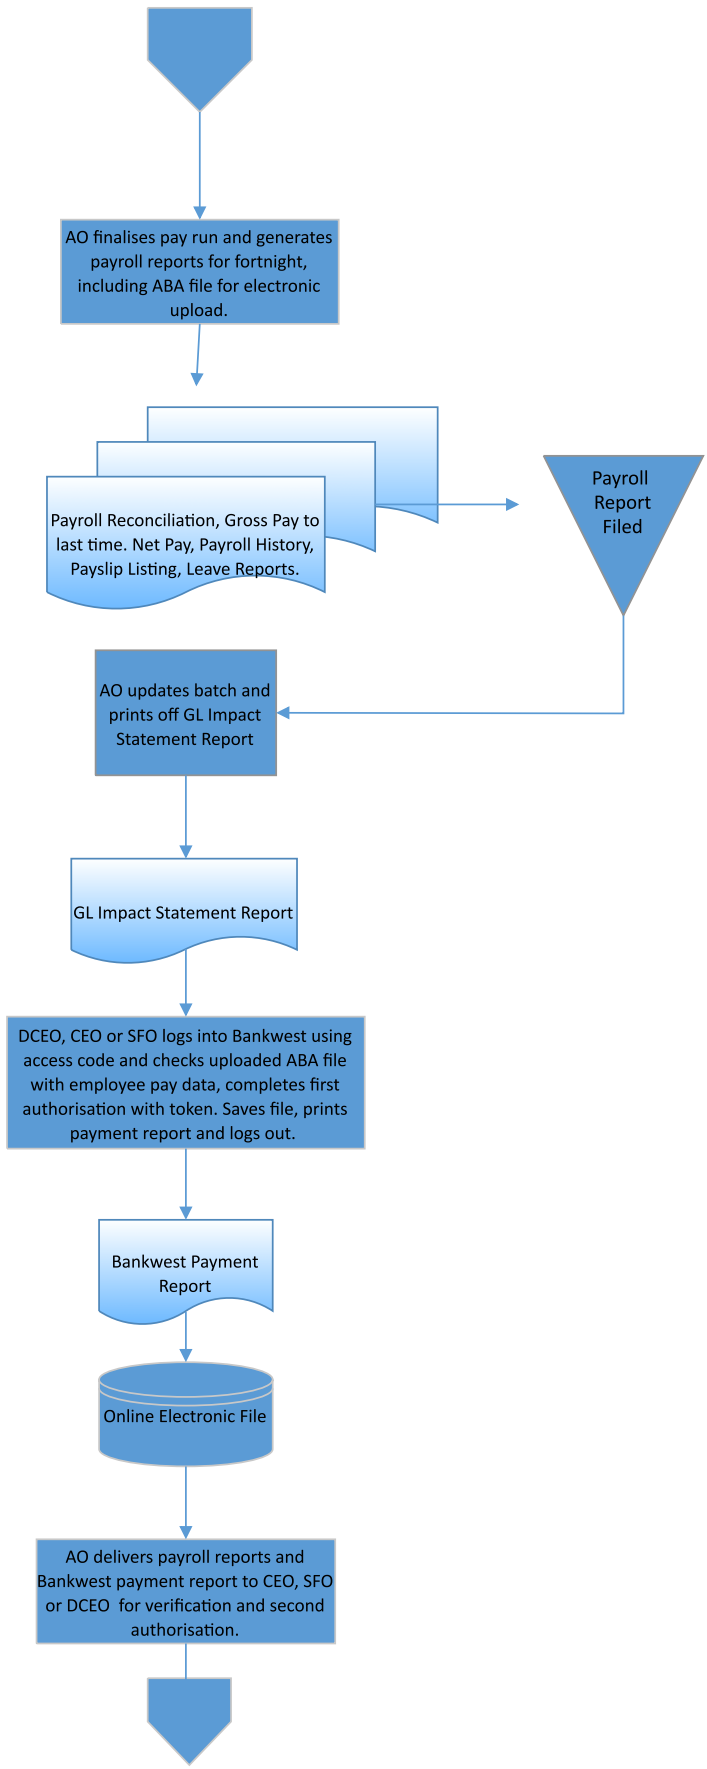 AO finalises pay run and generates
payroll reports for fortnight,
including ABA file for electronic
upload.
Payroll Reconciliation, Gross Pay to
last time. Net Pay, Payroll History,
Payslip Listing, Leave Reports.
Payroll
Report
Filed
AO updates batch and
prints off GL Impact
Statement Report
GL Impact Statement Report
DCEO, CEO or SFO logs into Bankwest using
access code and checks uploaded ABA file
with employee pay data, completes first
authorisation with token. Saves file, prints
payment report and logs out.
Bankwest Payment
Report
Online Electronic File
AO delivers payroll reports and
Bankwest payment report to CEO, SFO
or DCEO for verification and second
authorisation.